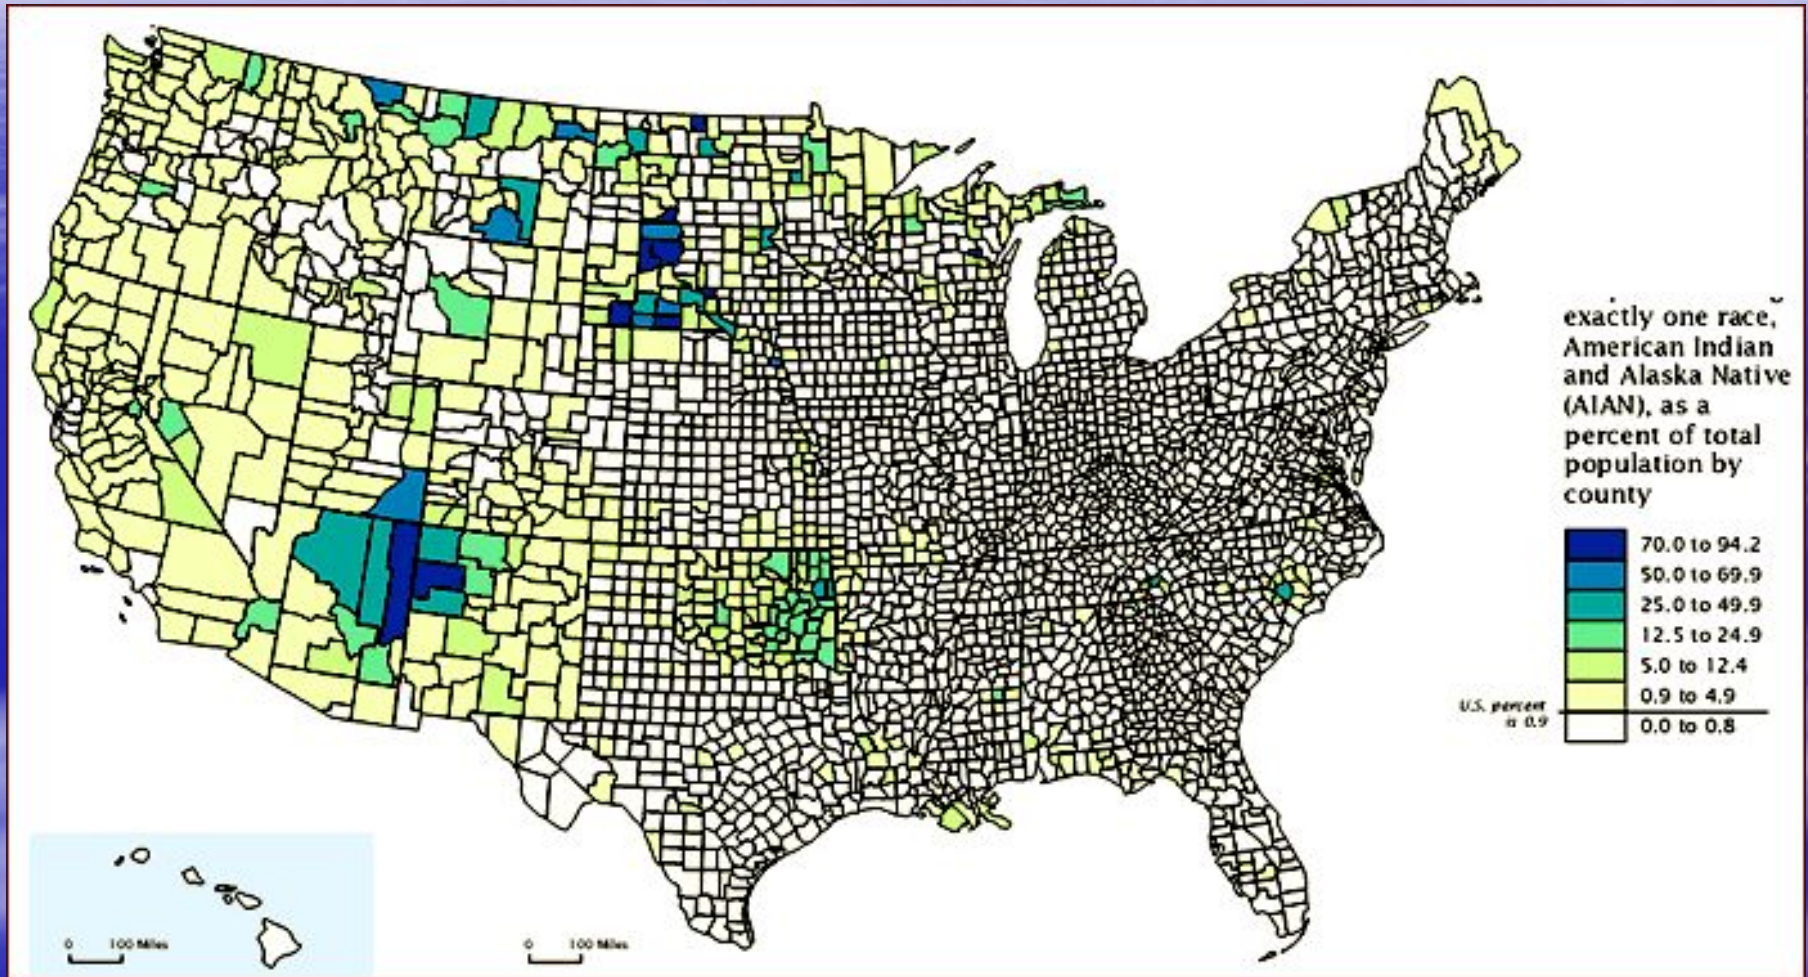 exactly one race,
American Indian
and Alaska Native
(AIAN), as a
percent of total
population by
county
70.0 to 94.2
50.0 to 69.9
25.0 to 49.9
12.5 to 24.9
5.0 to 12.4
0.9 to 4.9
U.S. percent
is 0.9
0.0 to 0.8
0 100 Miles
0 100 Miles